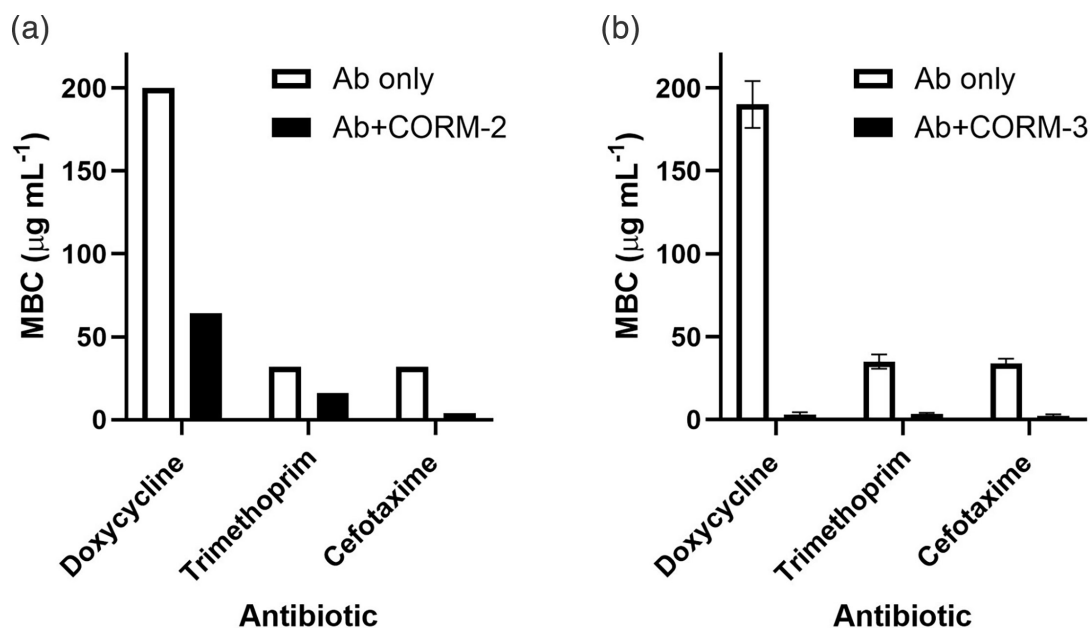 (a)
MBC (μg mL⁻¹)
200
150
100
50
0
Ab only
Ab+CORM-2
Doxycycline
Trimethoprim
Cefotaxime
Antibiotic
(b)
MBC (μg mL⁻¹)
200
150
100
50
0
Ab only
Ab+CORM-3
Doxycycline
Trimethoprim
Cefotaxime
Antibiotic